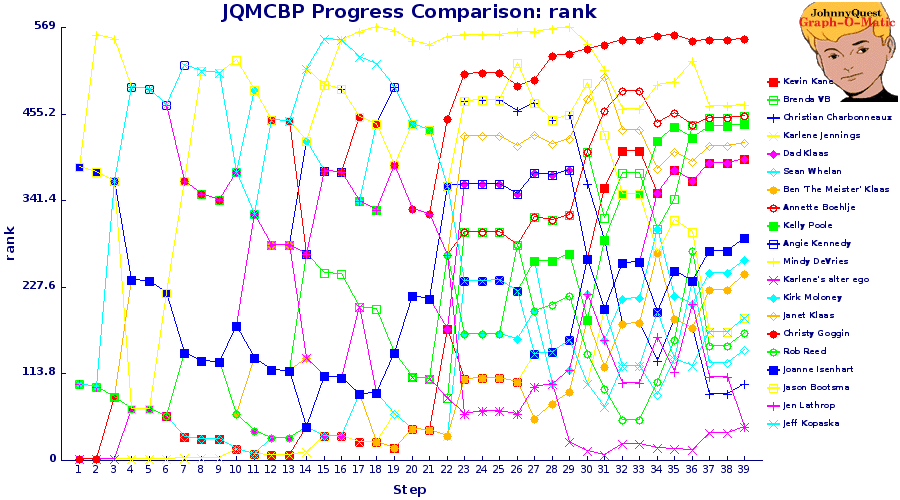 JQMCBP Progress Comparison: rank
JohnnyQuest
Graph-O-Matic
569
455.2
341.4
227.6
113.8
0
rank
1 2 3 4 5 6 7 8 9 10 11 12 13 14 15 16 17 18 19 20 21 22 23 24 25 26 27 28 29 30 31 32 33 34 35 36 37 38 39
Step
Kevin Kane
Brenda WB
Christian Charbonneaux
Karlene Jennings
Dad Klaas
Sean Whelan
Ben 'The Meister' Klaas
Annette Boehlje
Kelly Poole
Angie Kennedy
Mindy DeVries
Karlene's alter ego
Kirk Moloney
Janet Klaas
Christy Goggin
Rob Reed
Joanne Isenhart
Jason Bootsma
Jen Lathrop
Jeff Kopaska